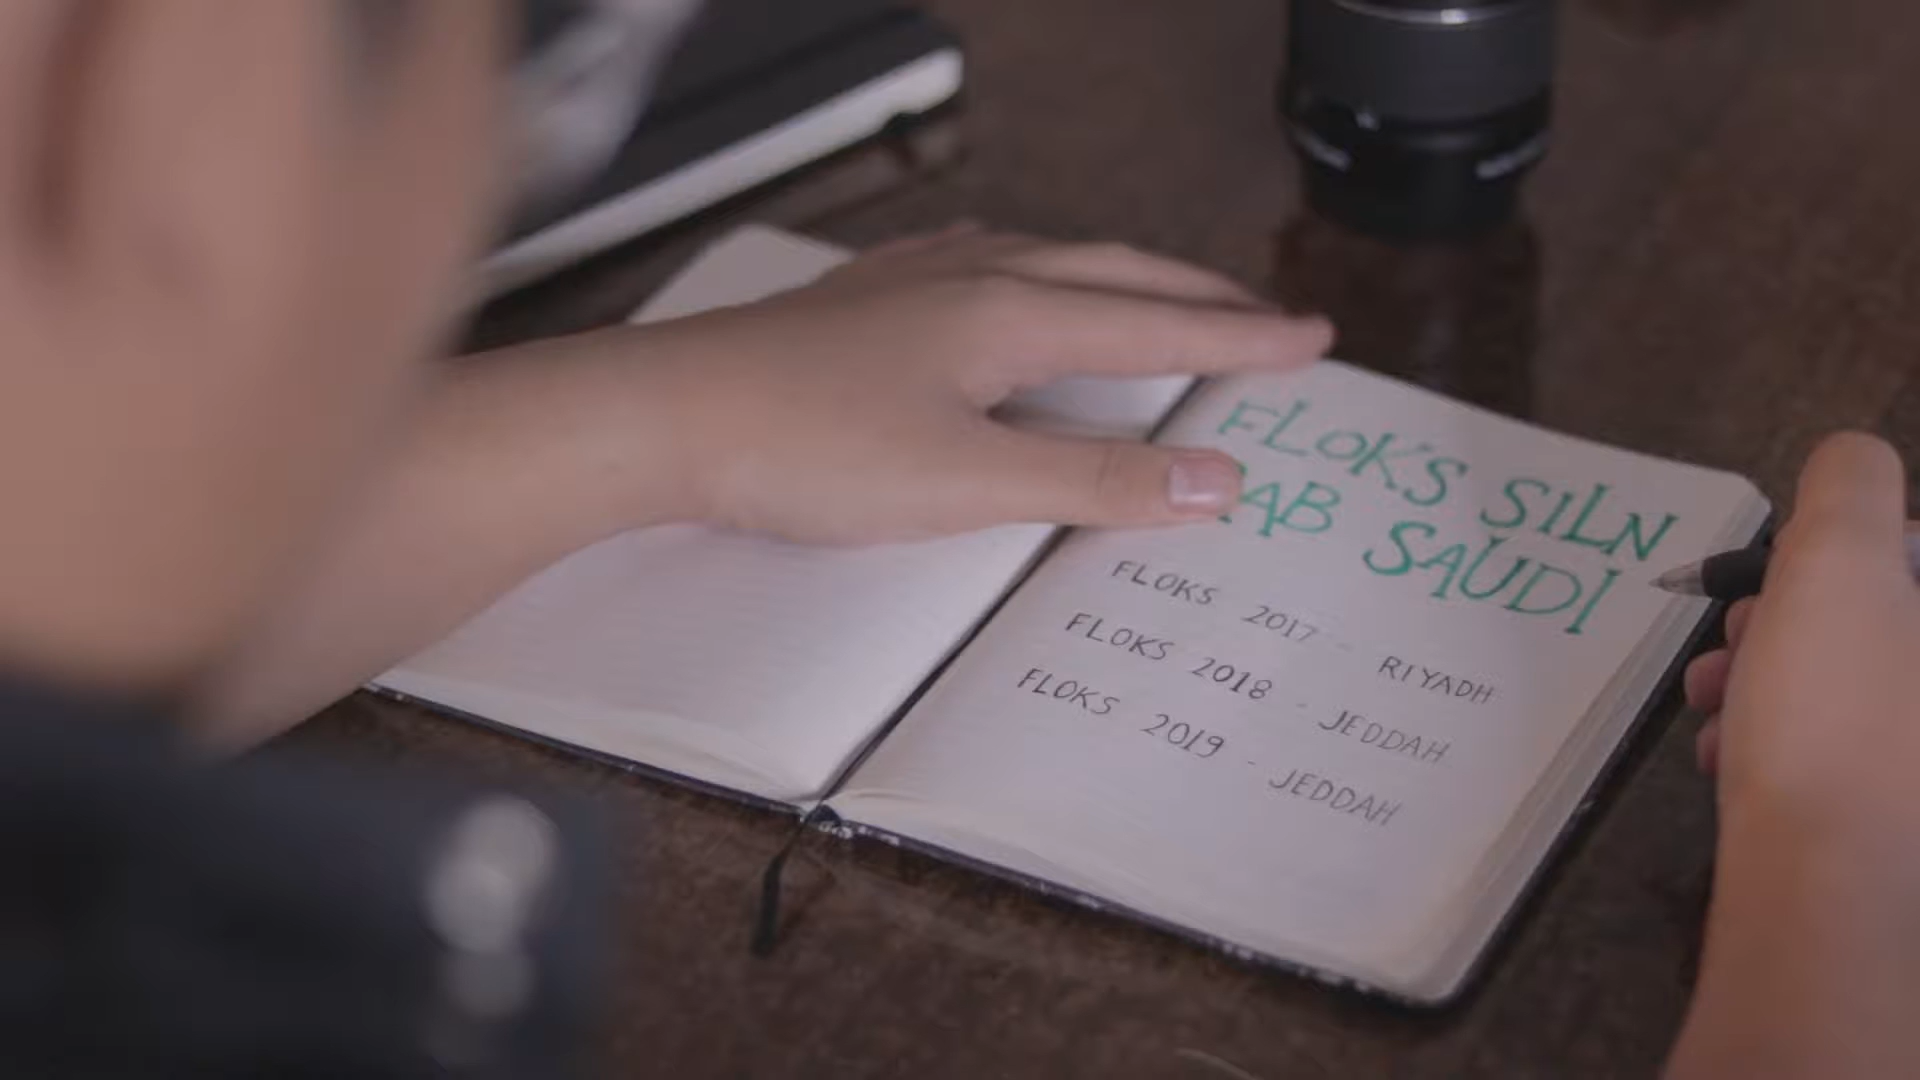 FLOKS SILN
SAUDI
FLOKS 2017 - RIYADH
FLOKS 2018 - JEDDAH
FLOKS 2019 - JEDDAH